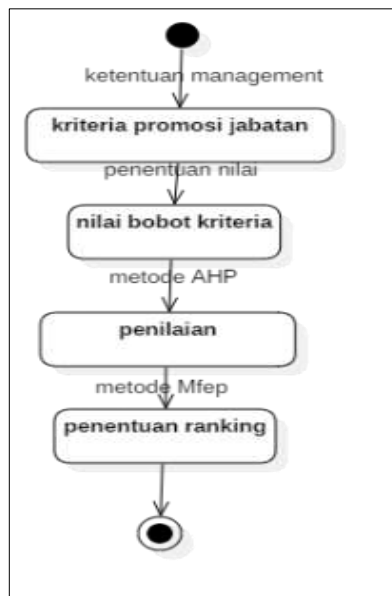 ketentuan management
kriteria promosi jabatan
penentuan nilai
nilai bobot kriteria
metode AHP
penilaian
metode Mfep
penentuan ranking